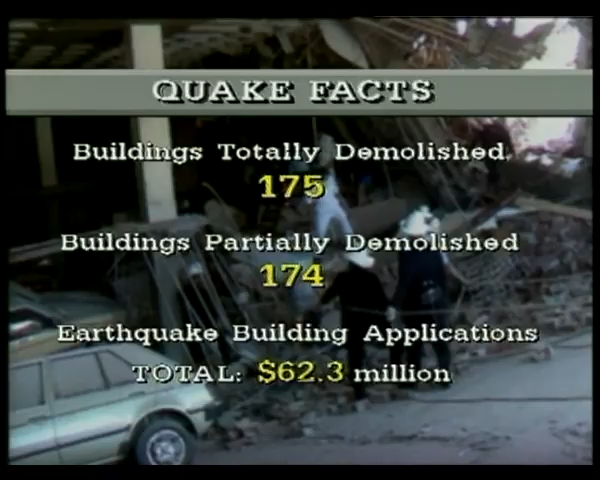 QUAKE FACTS
Buildings Totally Demolished
175
Buildings Partially Demolished
174
Earthquake Building Applications
TOTAL: $62.3 million